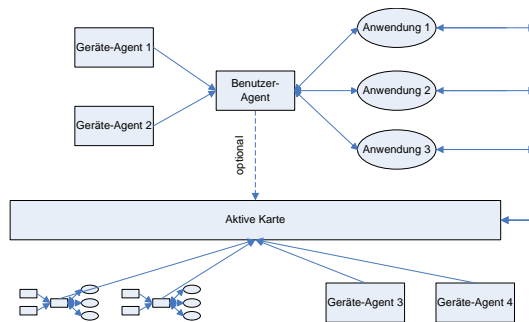 Geräte-Agent 1
Geräte-Agent 2
Benutzer-
Agent
Anwendung 1
Anwendung 2
Anwendung 3
optional
Aktive Karte
Geräte-Agent 3
Geräte-Agent 4